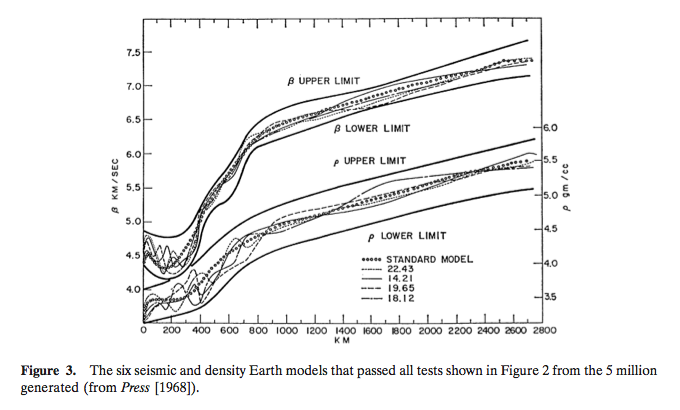 7.5
7.0
6.5
6.0
5.5
5.0
4.5
4.0
β KM/SEC
β UPPER LIMIT
β LOWER LIMIT
ρ UPPER LIMIT
ρ LOWER LIMIT
6.0
5.5
5.0
4.5
4.0
3.5
ρ gm/cc
STANDARD MODEL
22.43
14.21
19.65
18.12
0 200 400 600 800 1000 1200 1400 1600 1800 2000 2200 2400 2600 2800
KM
Figure 3. The six seismic and density Earth models that passed all tests shown in Figure 2 from the 5 million
generated (from Press [1968]).